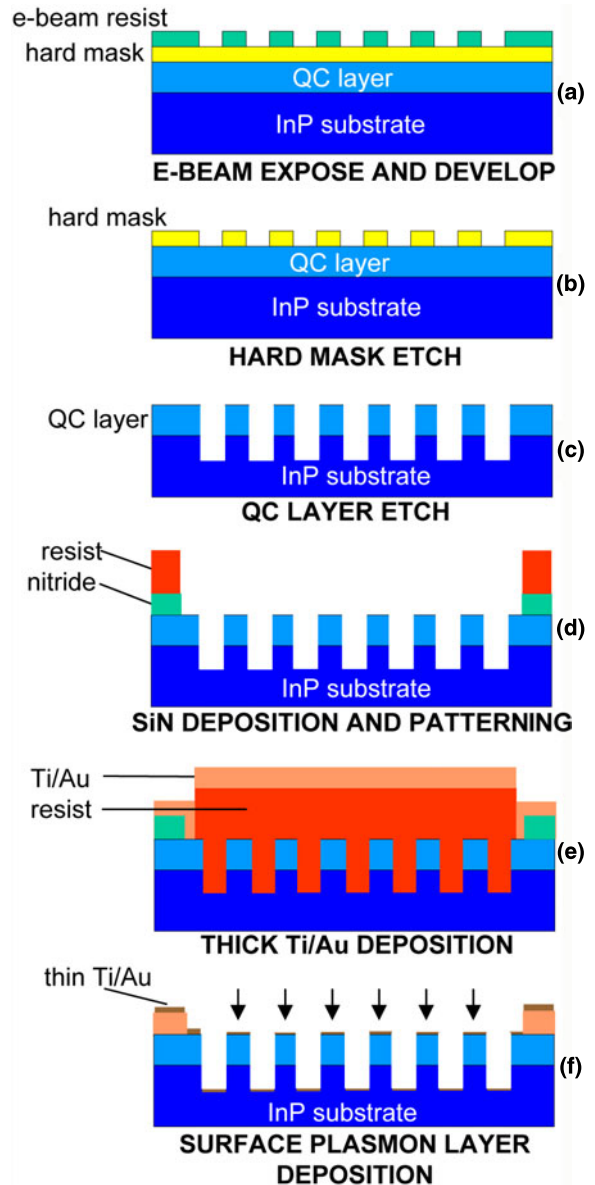 e-beam resist
hard mask
QC layer
(a)
InP substrate
E-BEAM EXPOSE AND DEVELOP
hard mask
QC layer
(b)
InP substrate
HARD MASK ETCH
QC layer
(c)
InP substrate
QC LAYER ETCH
resist
nitride
(d)
InP substrate
SiN DEPOSITION AND PATTERNING
Ti/Au
resist
(e)
THICK Ti/Au DEPOSITION
thin Ti/Au
(f)
InP substrate
SURFACE PLASMON LAYER
DEPOSITION